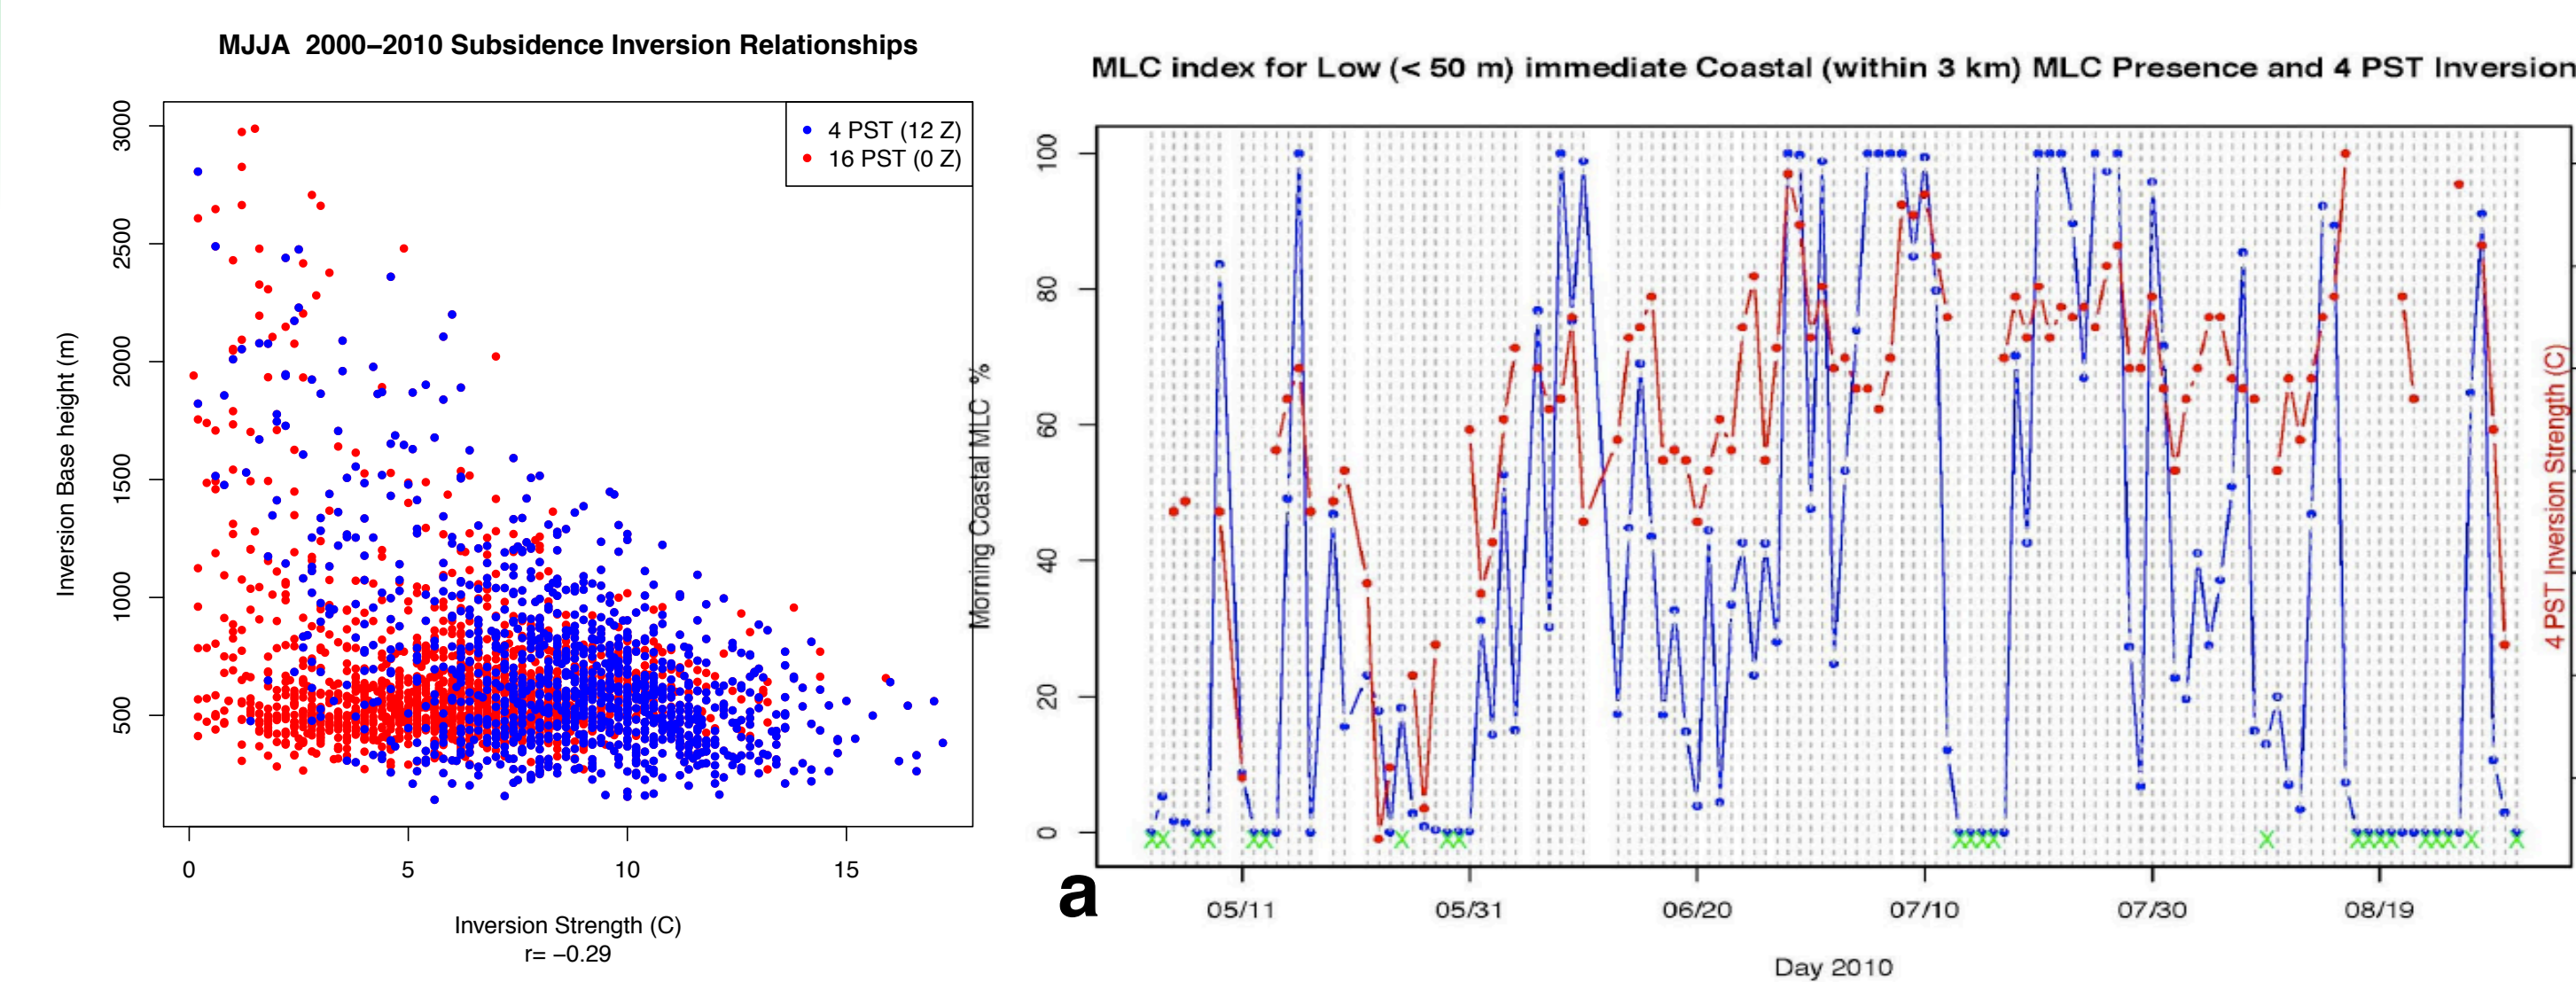 MJJA 2000–2010 Subsidence Inversion Relationships
3000
2500
2000
1500
1000
500
Inversion Base height (m)
4 PST (12 Z)
16 PST (0 Z)
0 5 10 15
Inversion Strength (C)
r= −0.29
MLC index for Low (< 50 m) immediate Coastal (within 3 km) MLC Presence and 4 PST Inversion
100
80
60
40
20
0
Morning Coastal MLC %
4 PST Inversion Strength (C)
a
05/11 05/31 06/20 07/10 07/30 08/19
Day 2010